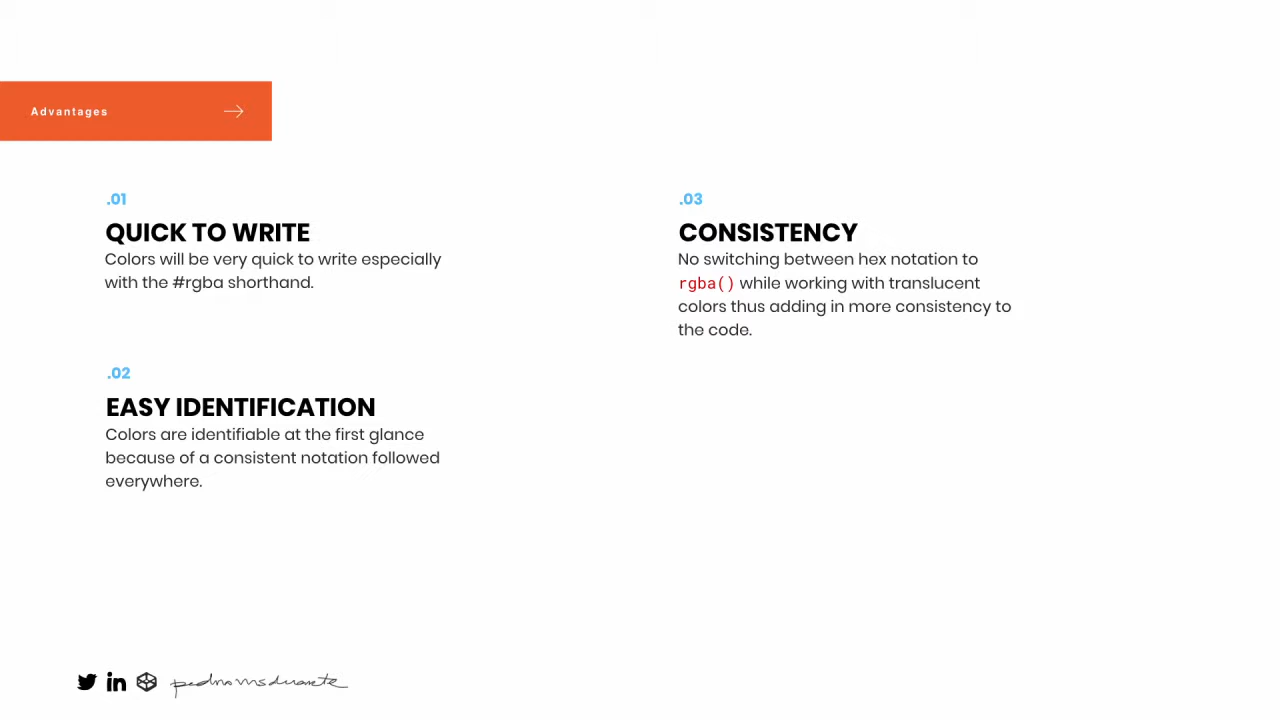 Advantages
.01
QUICK TO WRITE
Colors will be very quick to write especially
with the #rgba shorthand.
.02
EASY IDENTIFICATION
Colors are identifiable at the first glance
because of a consistent notation followed
everywhere.
.03
CONSISTENCY
No switching between hex notation to
rgba() while working with translucent
colors thus adding in more consistency to
the code.
in
pedromsduarte